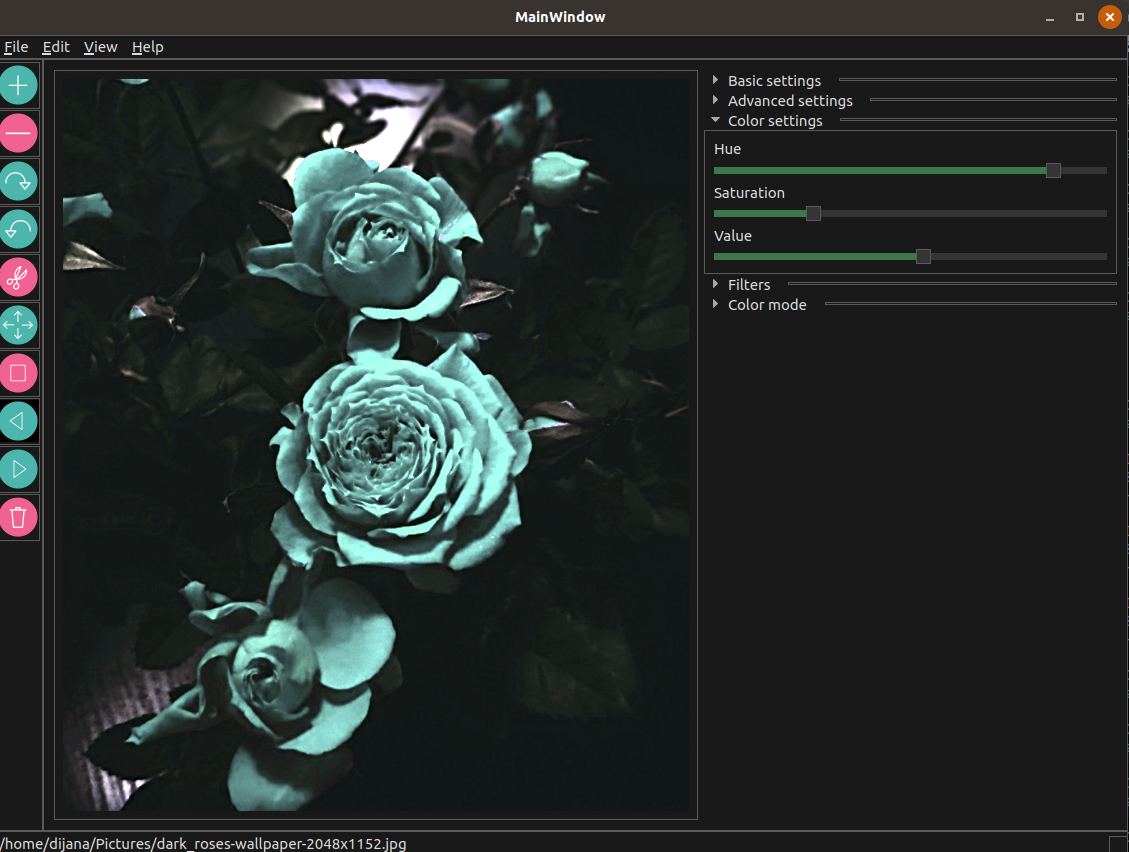 MainWindow
File Edit View Help
Basic settings
Advanced settings
Color settings
Hue
Saturation
Value
Filters
Color mode
/home/dijana/Pictures/dark_roses-wallpaper-2048x1152.jpg